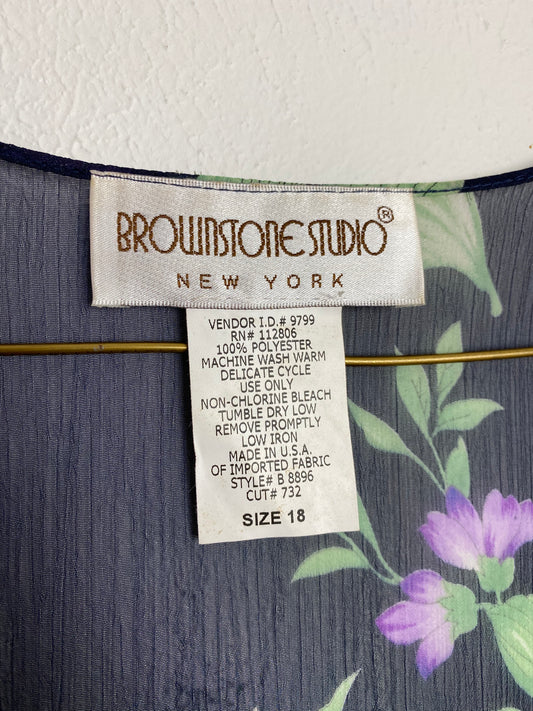 BROWNSTONE STUDIO®
NEW YORK
VENDOR I.D.# 9799
RN# 112806
100% POLYESTER
MACHINE WASH WARM
DELICATE CYCLE
USE ONLY
NON-CHLORINE BLEACH
TUMBLE DRY LOW
REMOVE PROMPTLY
LOW IRON
MADE IN U.S.A.
OF IMPORTED FABRIC
STYLE# B 8896
CUT# 732
SIZE 18